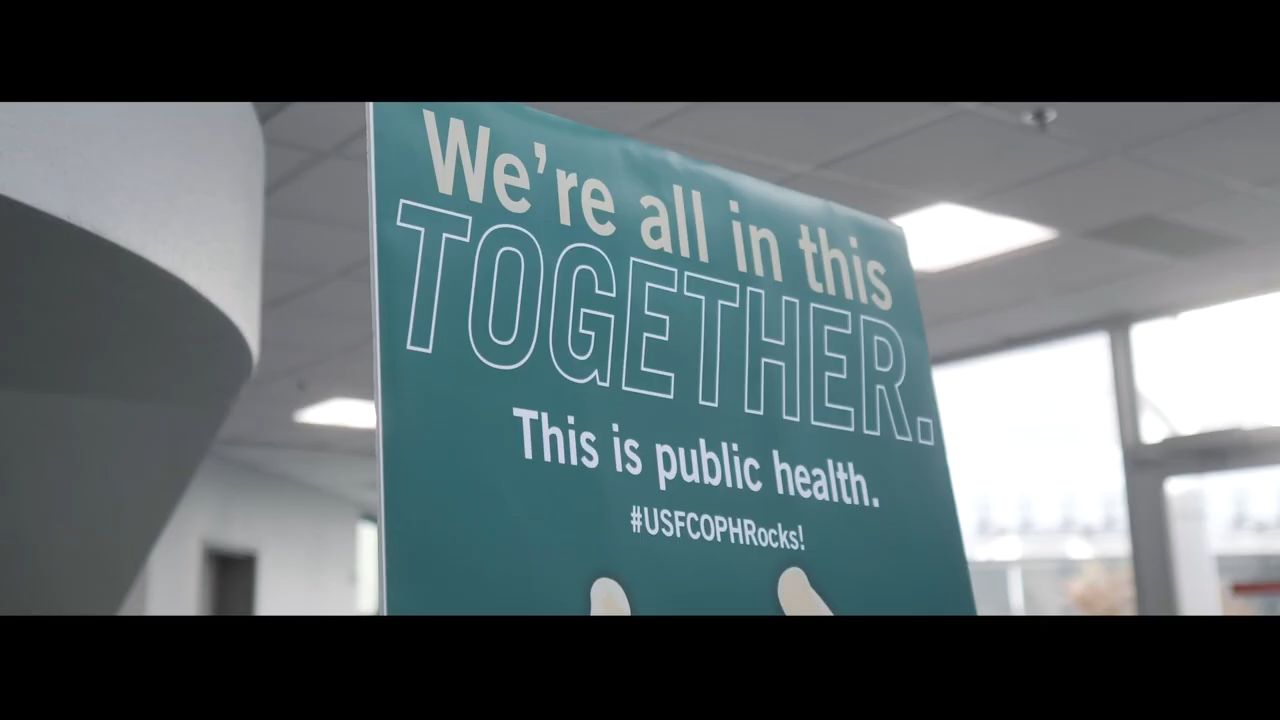 We're all in this
TOGETHER.
This is public health.
#USFCOPHRocks!